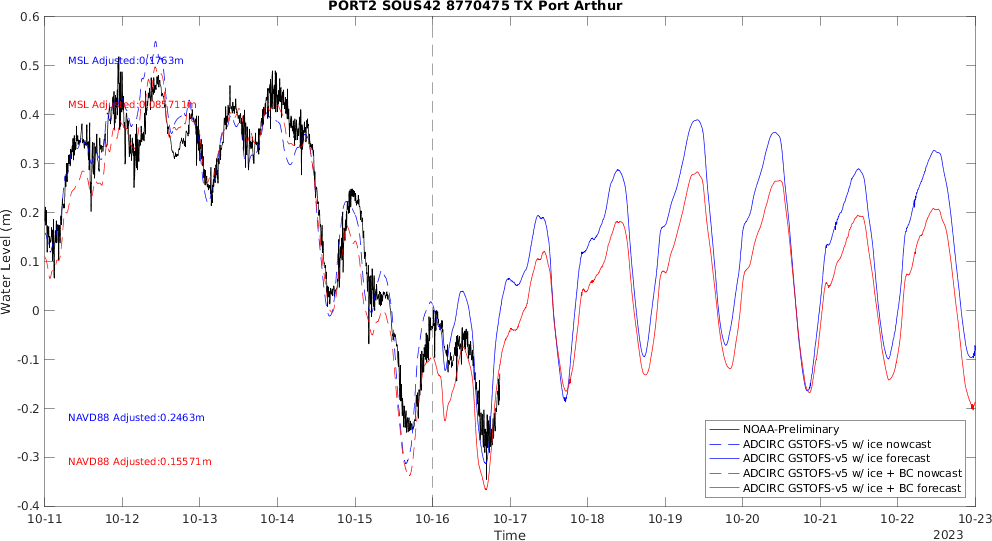 PORT2 SOUS42 8770475 TX Port Arthur
Water Level (m)
0.6
0.5
0.4
0.3
0.2
0.1
0
-0.1
-0.2
-0.3
-0.4
MSL Adjusted:0.1763m
MSL Adjusted:0.085711m
NAVD88 Adjusted:0.2463m
NAVD88 Adjusted:0.15571m
NOAA-Preliminary
ADCIRC GSTOFS-v5 w/ ice nowcast
ADCIRC GSTOFS-v5 w/ ice forecast
ADCIRC GSTOFS-v5 w/ ice + BC nowcast
ADCIRC GSTOFS-v5 w/ ice + BC forecast
10-11 10-12 10-13 10-14 10-15 10-16 10-17 10-18 10-19 10-20 10-21 10-22 10-23
Time
2023